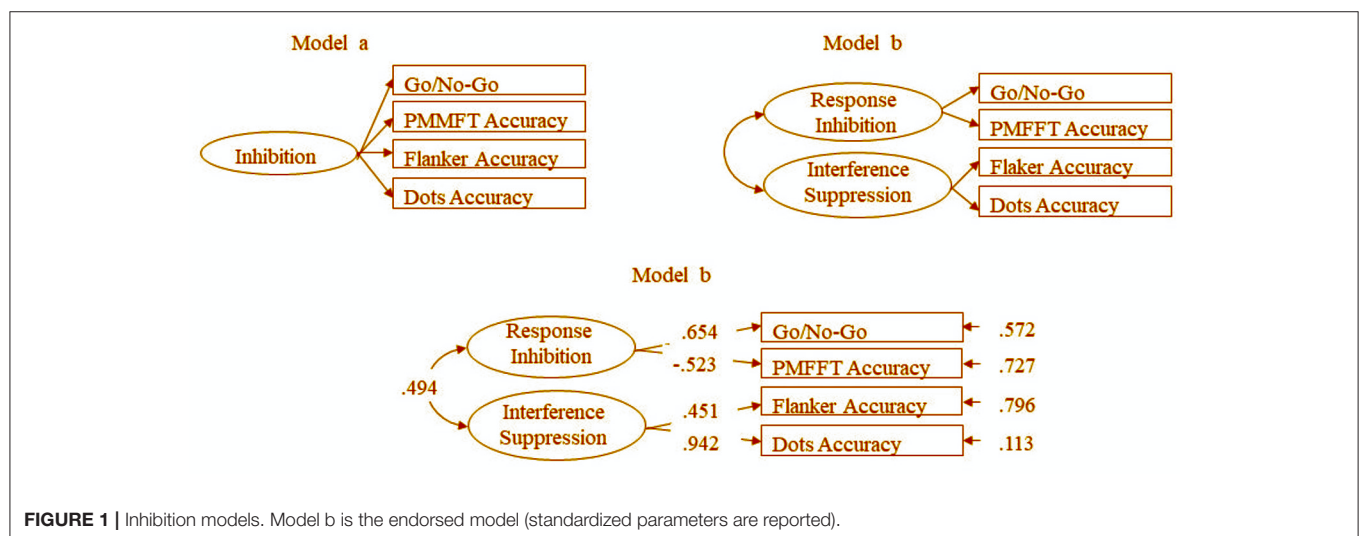 Model a
Inhibition
Go/No-Go
PMMFT Accuracy
Flanker Accuracy
Dots Accuracy
Model b
Response
Inhibition
Interference
Suppression
Go/No-Go
PMFFT Accuracy
Flaker Accuracy
Dots Accuracy
Model b
.494
Response
Inhibition
Interference
Suppression
.654
Go/No-Go
.572
-.523
PMFFT Accuracy
.727
.451
Flanker Accuracy
.796
.942
Dots Accuracy
.113
FIGURE 1 | Inhibition models. Model b is the endorsed model (standardized parameters are reported).